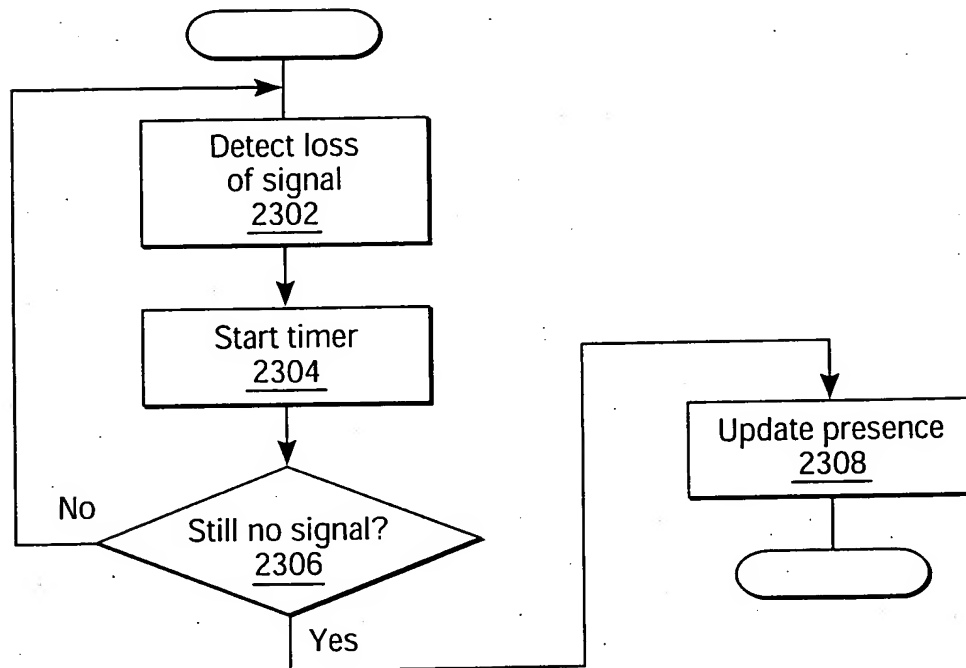 Detect loss
of signal
2302
Start timer
2304
No
Still no signal?
2306
Yes
Update presence
2308